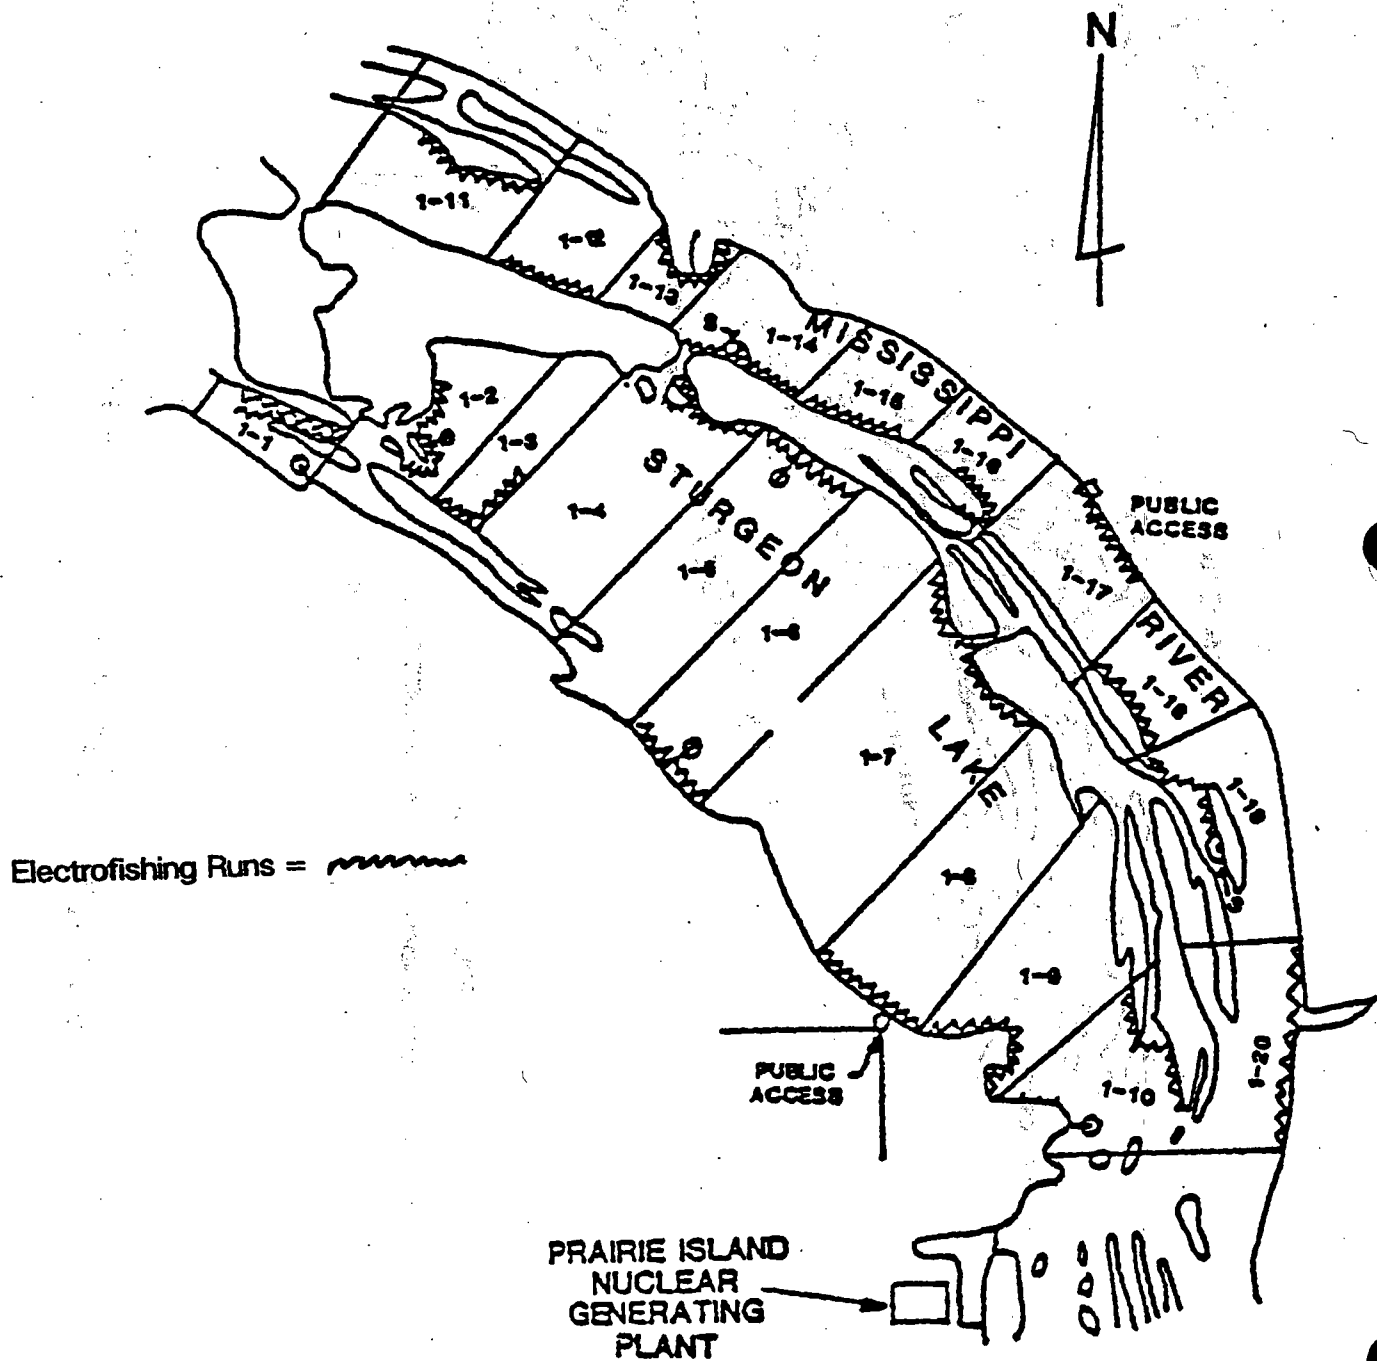 N
1-11
1-12
1-13
1-14
MISSISSIPPI
1-15
1-2
1-1
1-3
1-16
STURGEON
PUBLIC
ACCESS
1-4
1-5
1-17
1-6
RIVER
1-18
LAKE
1-7
1-19
Electrofishing Runs =
1-8
1-9
1-20
PUBLIC
ACCESS
1-10
PRAIRIE ISLAND
NUCLEAR
GENERATING
PLANT